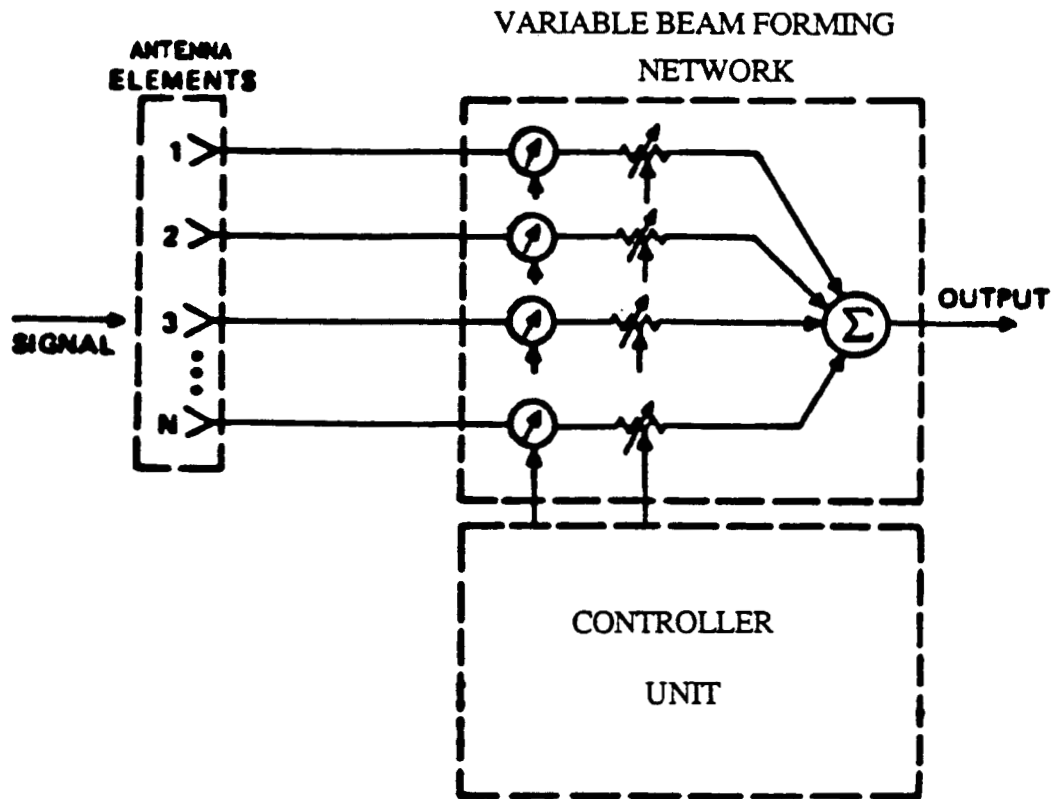 VARIABLE BEAM FORMING
NETWORK
ANTENNA
ELEMENTS
1
2
3
N
SIGNAL
Σ
OUTPUT
CONTROLLER
UNIT